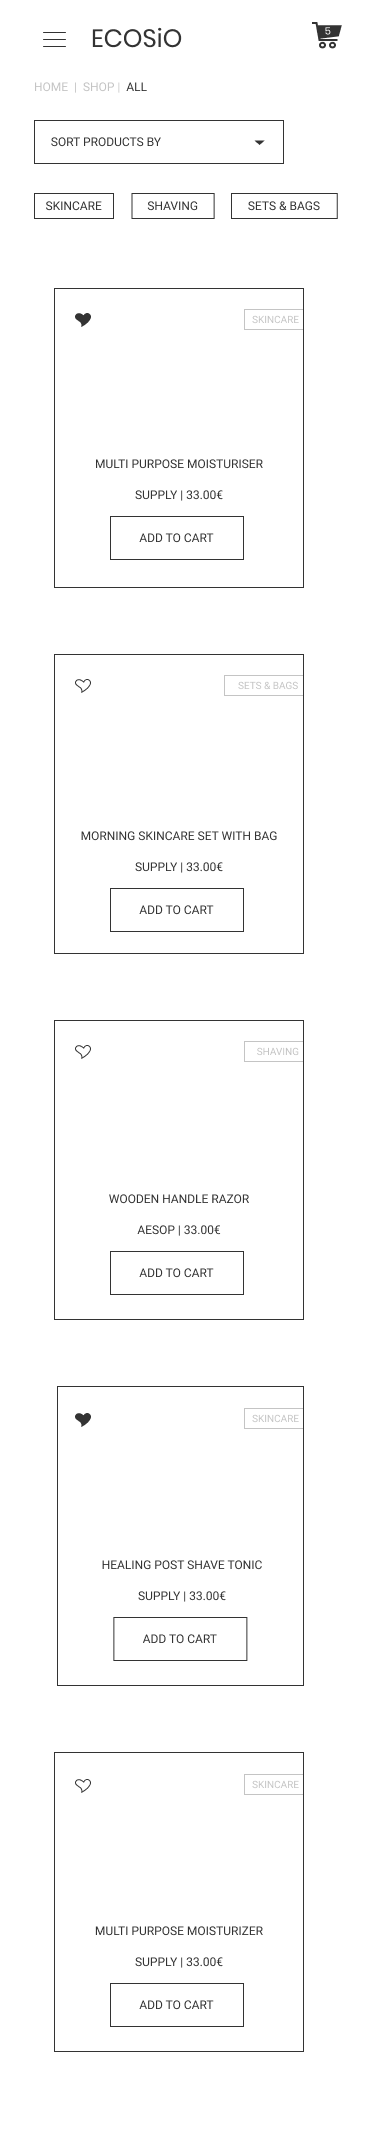 ECOSiO
5
HOME | SHOP | ALL
SORT PRODUCTS BY
SKINCARE
SHAVING
SETS & BAGS
SKINCARE
MULTI PURPOSE MOISTURISER
SUPPLY | 33.00€
ADD TO CART
SETS & BAGS
MORNING SKINCARE SET WITH BAG
SUPPLY | 33.00€
ADD TO CART
SHAVING
WOODEN HANDLE RAZOR
AESOP | 33.00€
ADD TO CART
SKINCARE
HEALING POST SHAVE TONIC
SUPPLY | 33.00€
ADD TO CART
SKINCARE
MULTI PURPOSE MOISTURIZER
SUPPLY | 33.00€
ADD TO CART